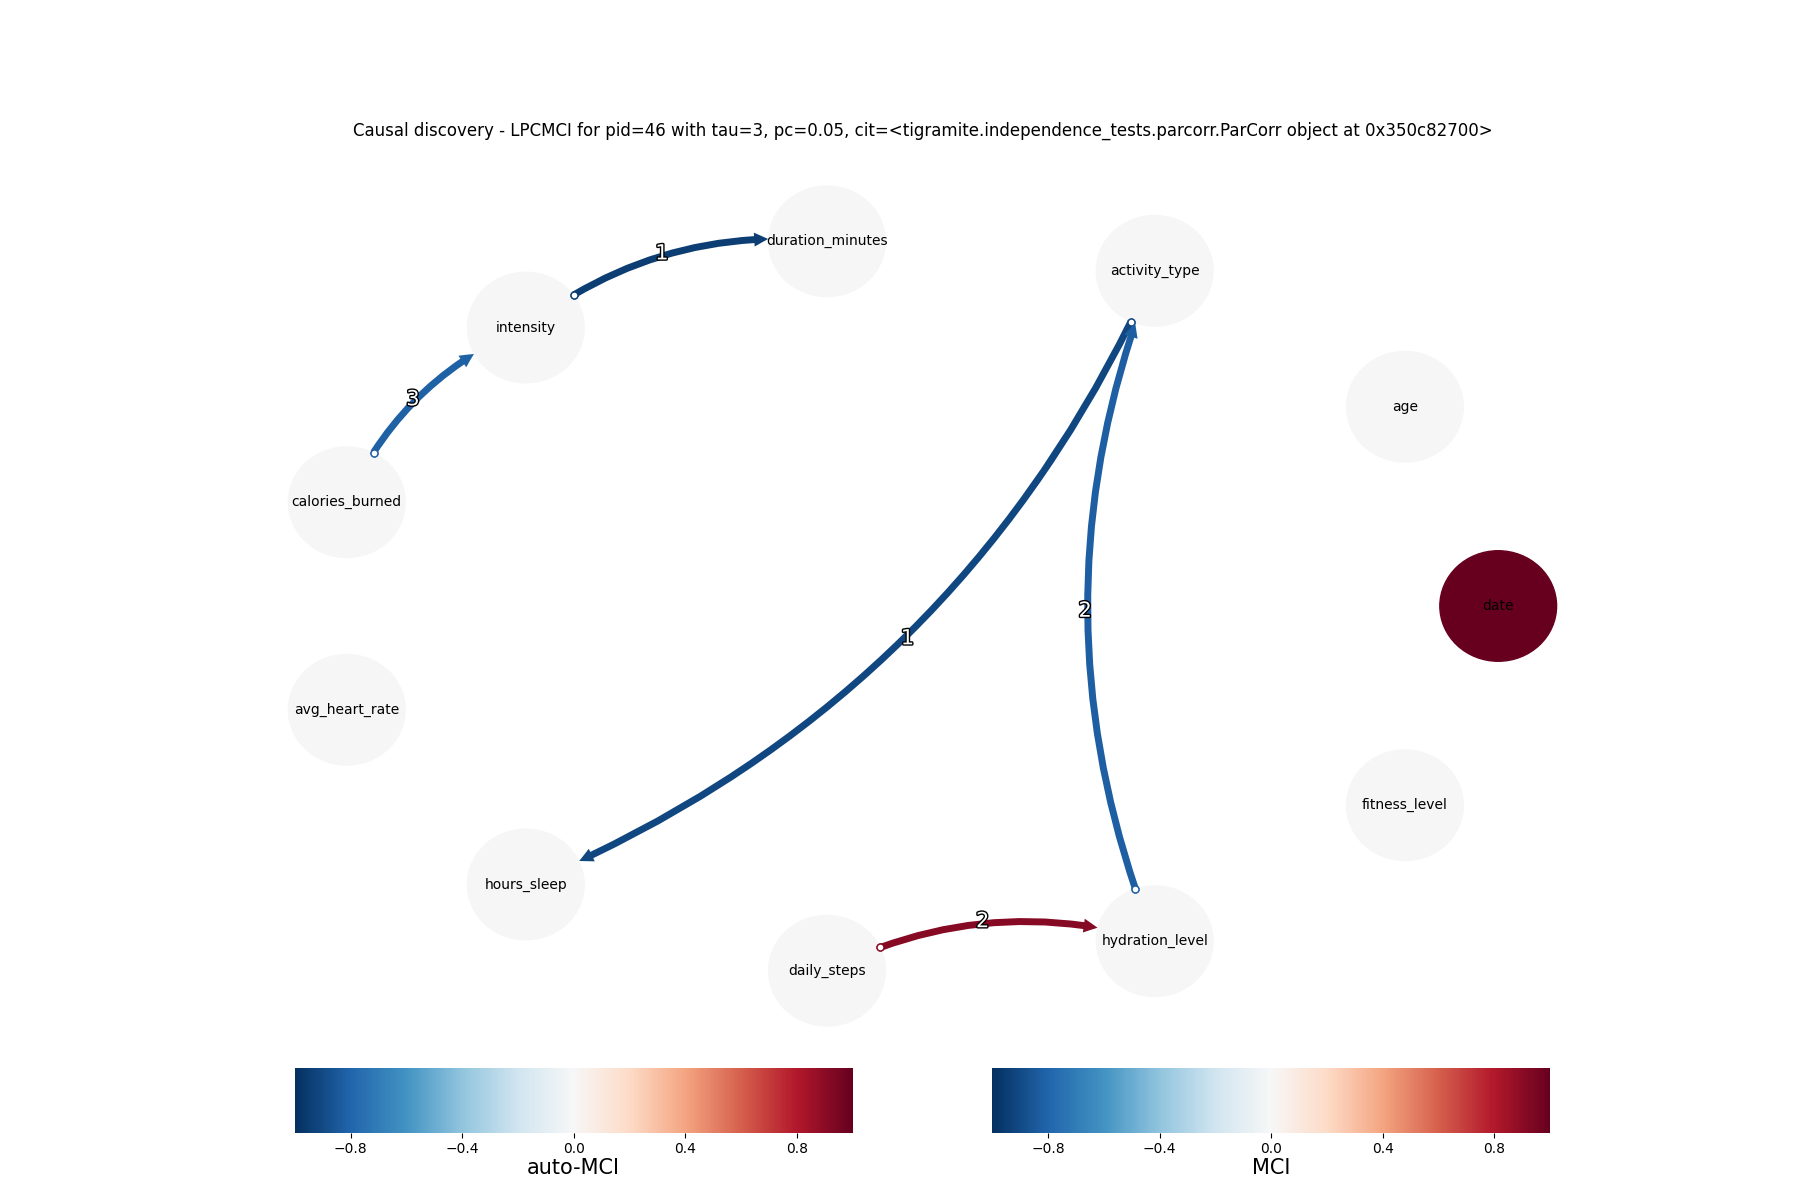 Causal discovery - LPCMCI for pid=46 with tau=3, pc=0.05, cit=<tigramite.independence_tests.parcorr.ParCorr object at 0x350c82700>
duration_minutes
1
activity_type
intensity
3
age
calories_burned
date
2
1
avg_heart_rate
fitness_level
hours_sleep
2
hydration_level
daily_steps
−0.8 −0.4 0.0 0.4 0.8
auto-MCI
−0.8 −0.4 0.0 0.4 0.8
MCI